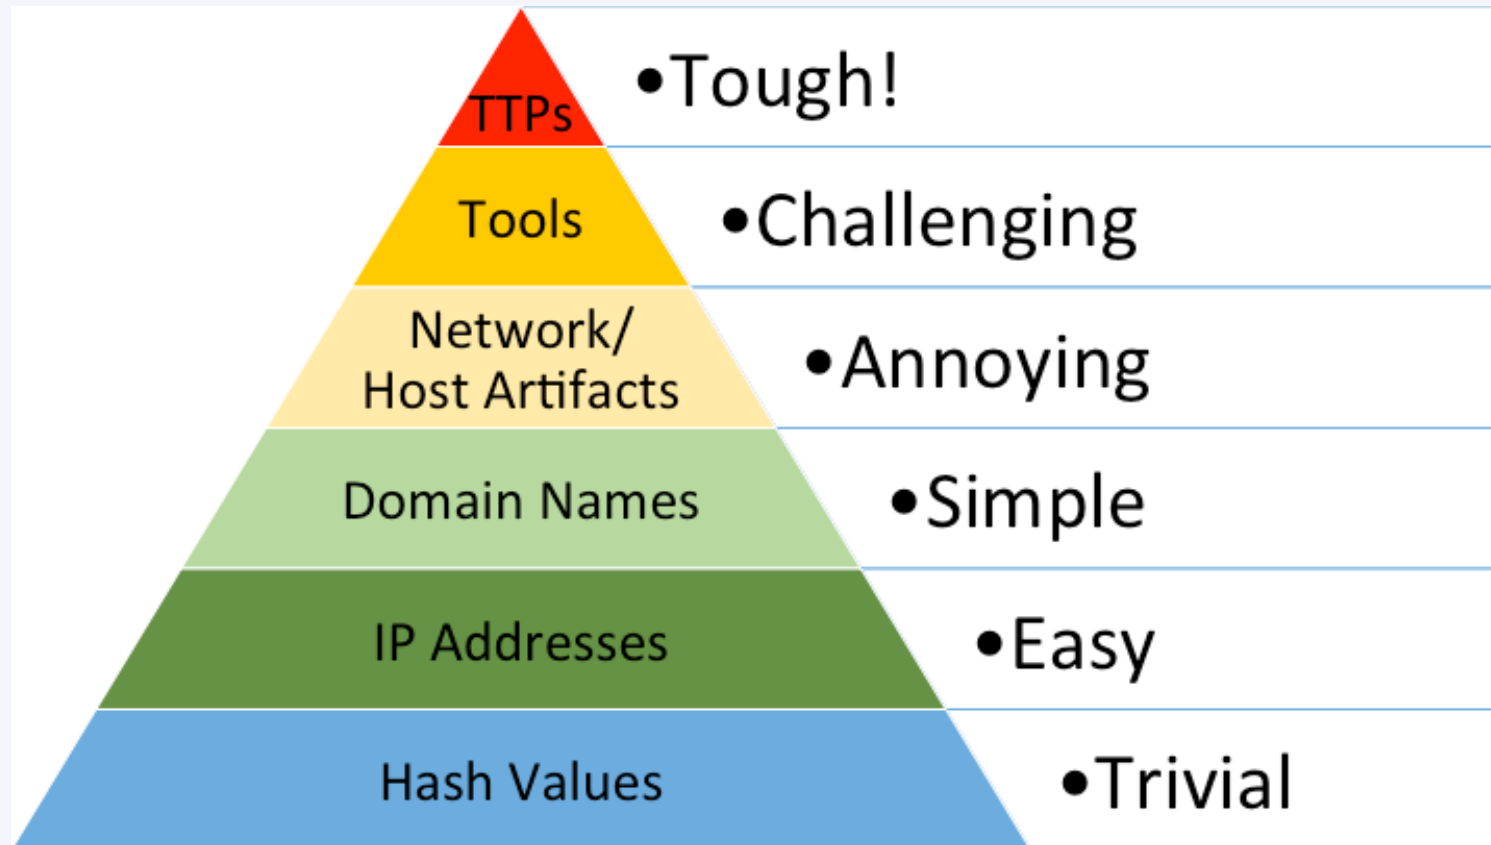 TTPs
•Tough!
Tools
•Challenging
Network/
Host Artifacts
•Annoying
Domain Names
•Simple
IP Addresses
•Easy
Hash Values
•Trivial